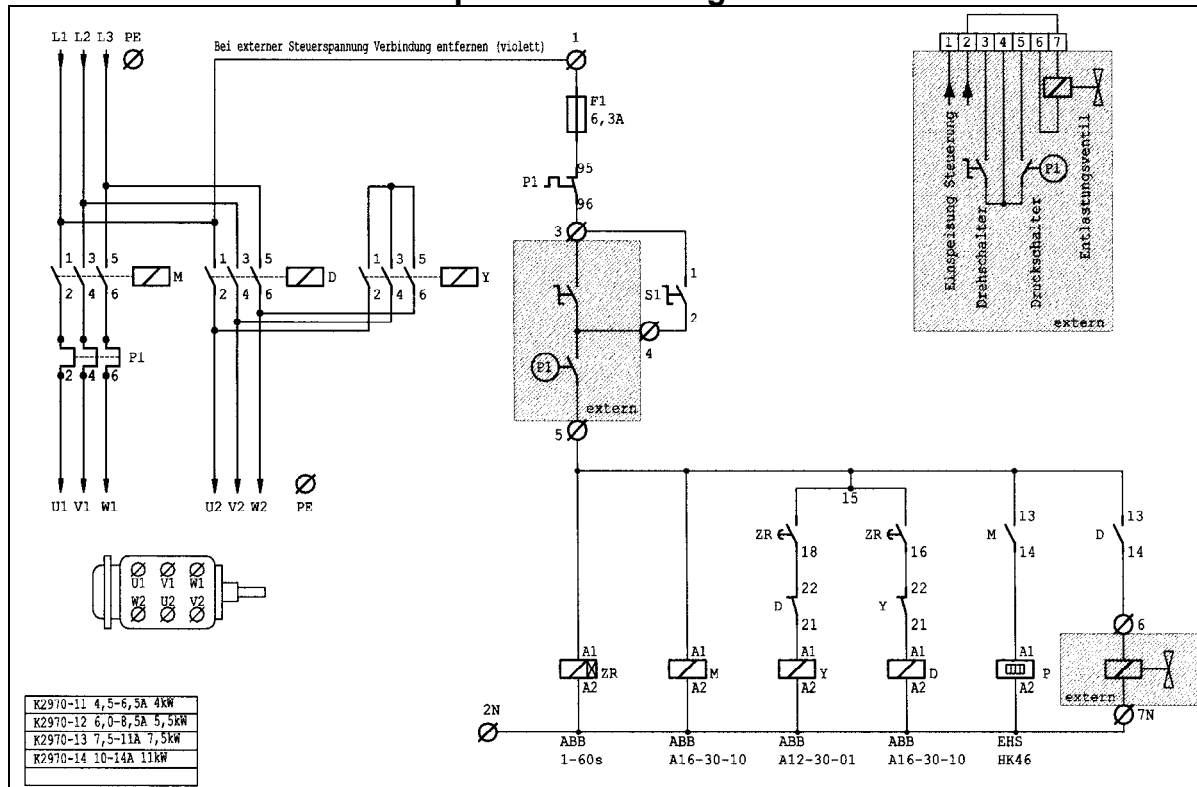 L1 L2 L3 PE
Bei externer Steuerspannung Verbindung entfernen (violett)
1
1 2 3 4 5 6 7
F1
6,3A
Einspeisung Steuerung
Drehschalter
Druckschalter
Entlastungsventil
P1
extern
P1
95
96
3
1 3 5
2 4 6
M
1 3 5
2 4 6
D
1 3 5
2 4 6
Y
1
S1
2
4
P1
2 4 6
P1
extern
5
U1 V1 W1
U2 V2 W2
PE
15
ZR
18
ZR
16
M
13
14
D
13
14
D
22
21
Y
22
21
6
U1 V1 W1
W2 U2 V2
A1
A2
ZR
A1
A2
M
A1
A2
Y
A1
A2
D
A1
A2
P
extern
2N
7N
K2970-11 4,5-6,5A 4kW
K2970-12 6,0-8,5A 5,5kW
K2970-13 7,5-11A 7,5kW
K2970-14 10-14A 11kW
ABB
1-60s
ABB
A16-30-10
ABB
A12-30-01
ABB
A16-30-10
EHS
HK46